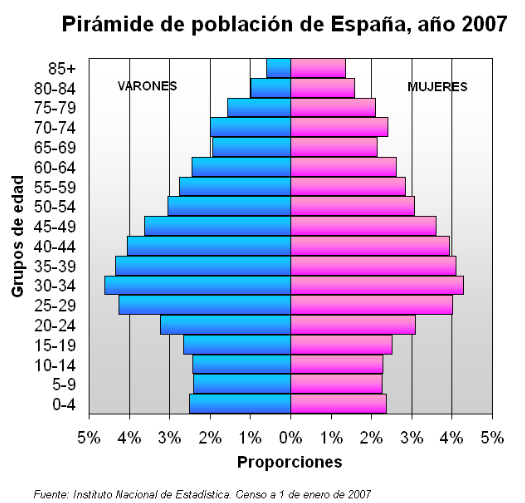 Pirámide de población de España, año 2007
VARONES
MUJERES
Grupos de edad
85+
80-84
75-79
70-74
65-69
60-64
55-59
50-54
45-49
40-44
35-39
30-34
25-29
20-24
15-19
10-14
5-9
0-4
5% 4% 3% 2% 1% 0% 1% 2% 3% 4% 5%
Proporciones
Fuente: Instituto Nacional de Estadística. Censo a 1 de enero de 2007